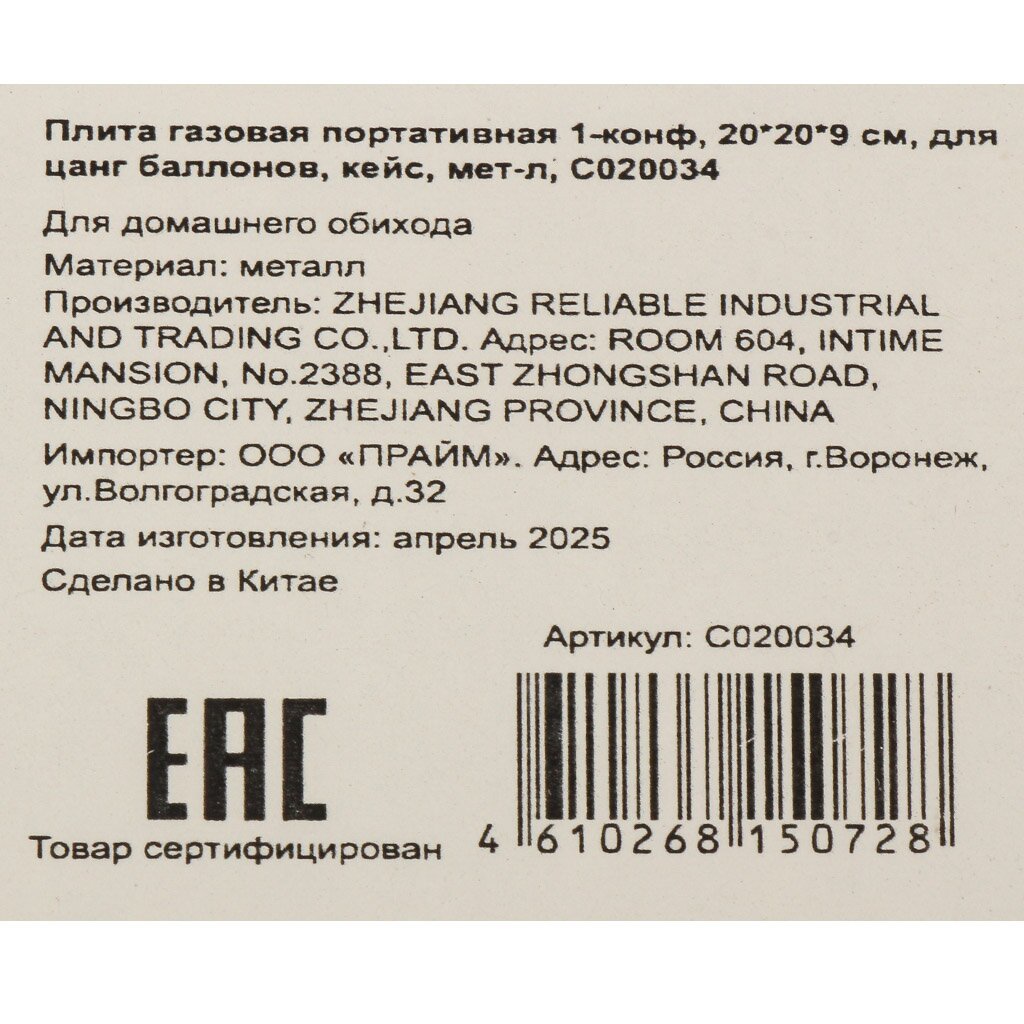 Плита газовая портативная 1-конф, 20*20*9 см, для
цанг баллонов, кейс, мет-л, C020034
Для домашнего обихода
Материал: металл
Производитель: ZHEJIANG RELIABLE INDUSTRIAL
AND TRADING CO.,LTD. Адрес: ROOM 604, INTIME
MANSION, No.2388, EAST ZHONGSHAN ROAD,
NINGBO CITY, ZHEJIANG PROVINCE, CHINA
Импортер: ООО «ПРАЙМ». Адрес: Россия, г.Воронеж,
ул.Волгоградская, д.32
Дата изготовления: апрель 2025
Сделано в Китае
Артикул: C020034
EAC
Товар сертифицирован
4 610268 150728